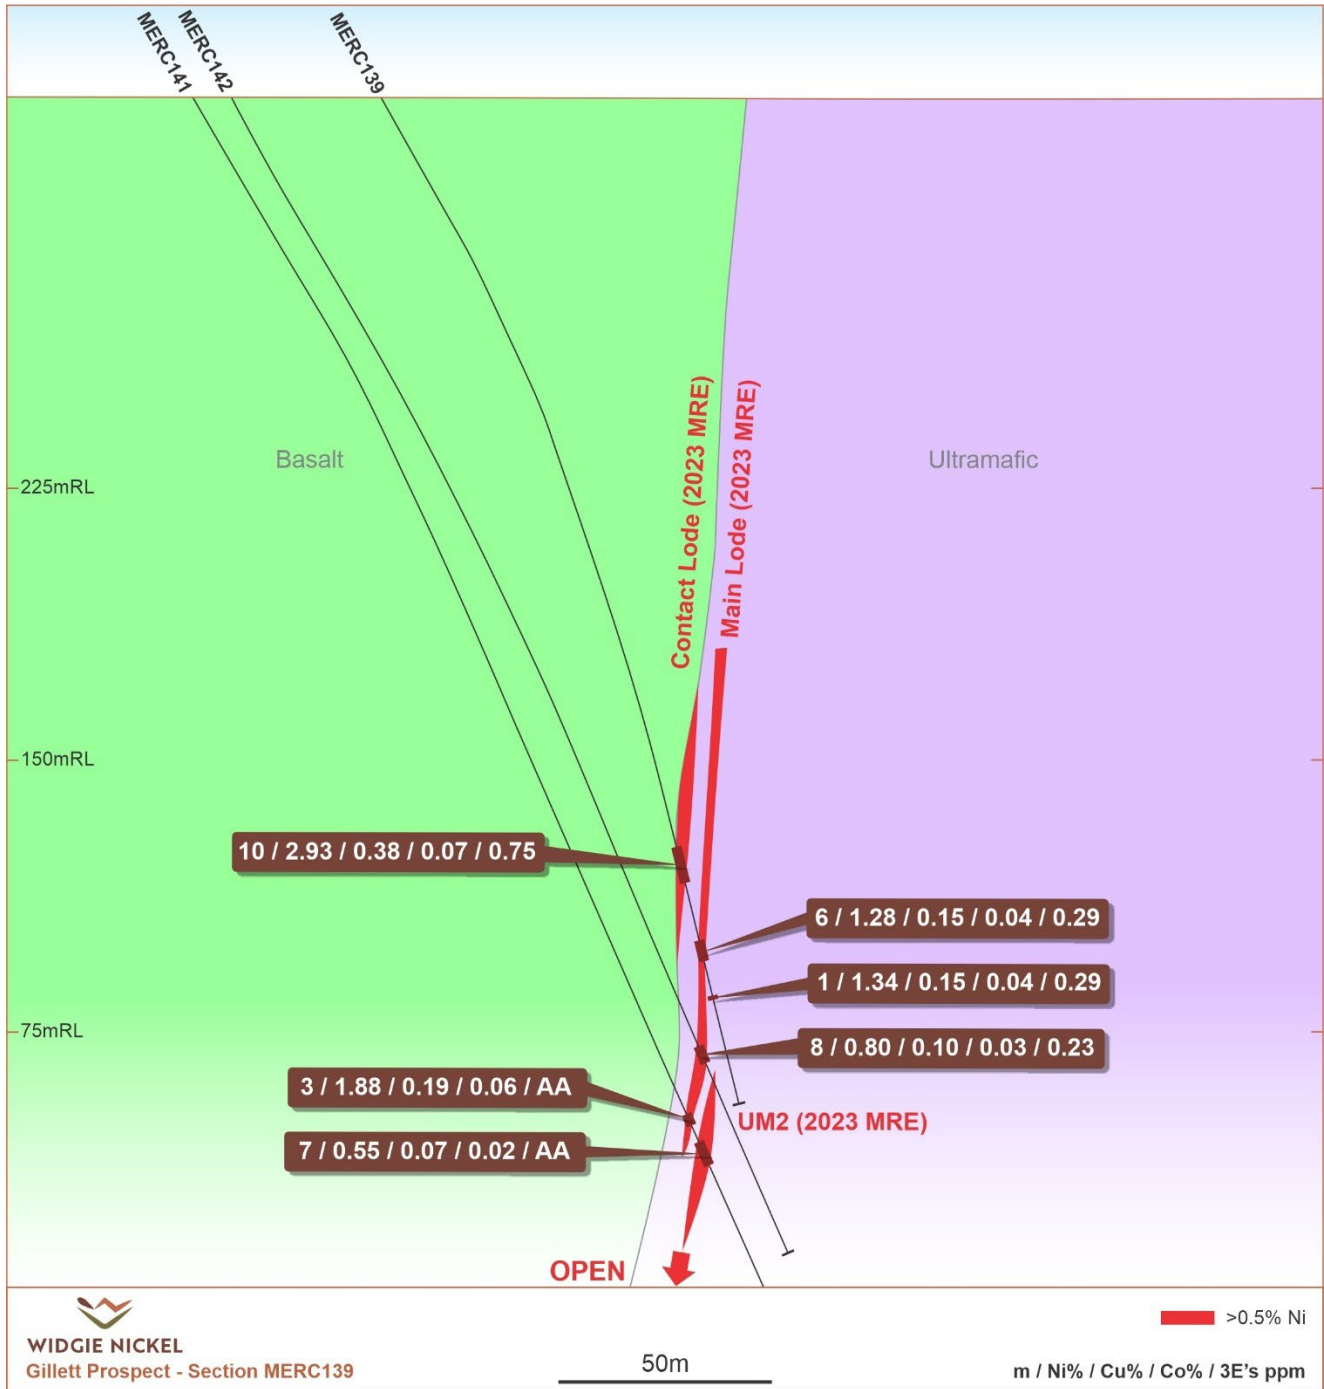 MERC141
MERC142
MERC139
Contact Lode (2023 MRE)
Main Lode (2023 MRE)
Basalt
Ultramafic
225mRL
150mRL
10 / 2.93 / 0.38 / 0.07 / 0.75
6 / 1.28 / 0.15 / 0.04 / 0.29
1 / 1.34 / 0.15 / 0.04 / 0.29
75mRL
8 / 0.80 / 0.10 / 0.03 / 0.23
3 / 1.88 / 0.19 / 0.06 / AA
UM2 (2023 MRE)
7 / 0.55 / 0.07 / 0.02 / AA
OPEN
WIDGIE NICKEL
Gillett Prospect - Section MERC139
50m
>0.5% Ni
m / Ni% / Cu% / Co% / 3E's ppm